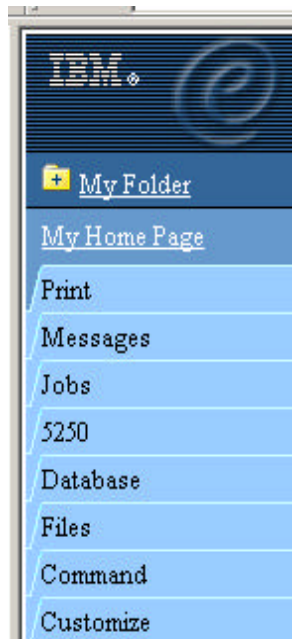 IBM®
My Folder
My Home Page
Print
Messages
Jobs
5250
Database
Files
Command
Customize